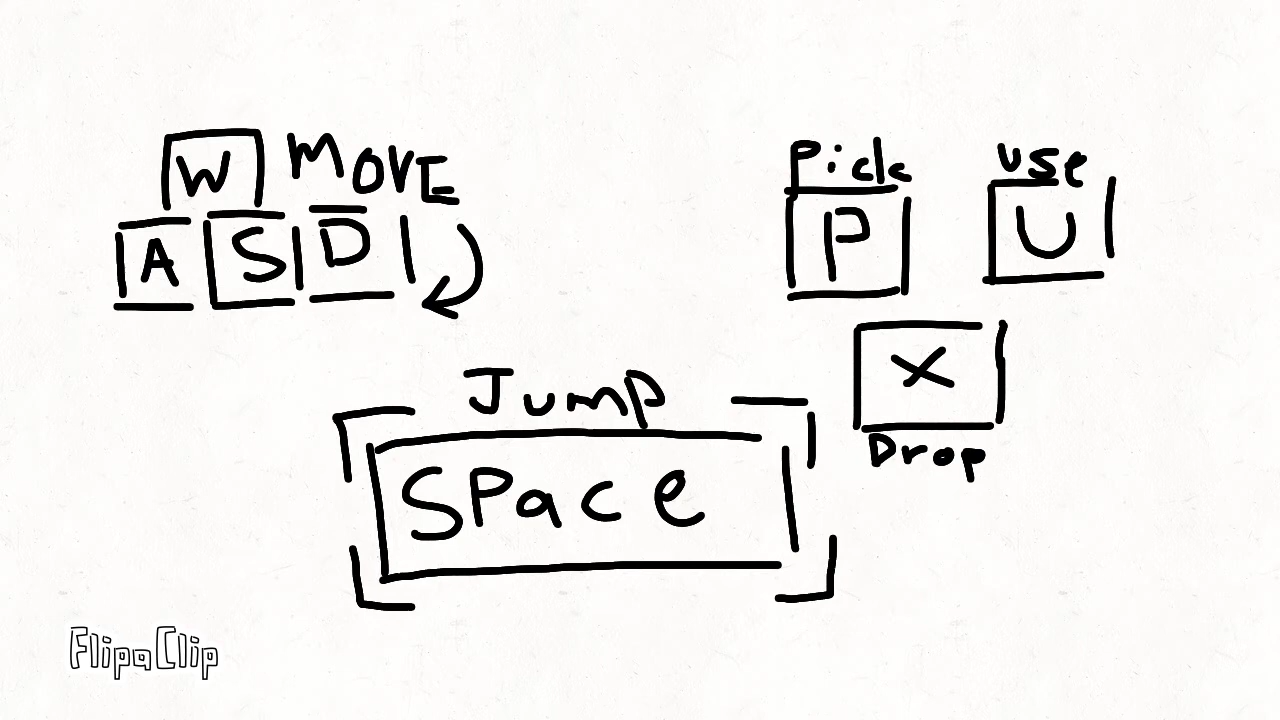 W MOVE
A S D
Pick use
P U
X
Drop
Jump
SPace
FlipaClip